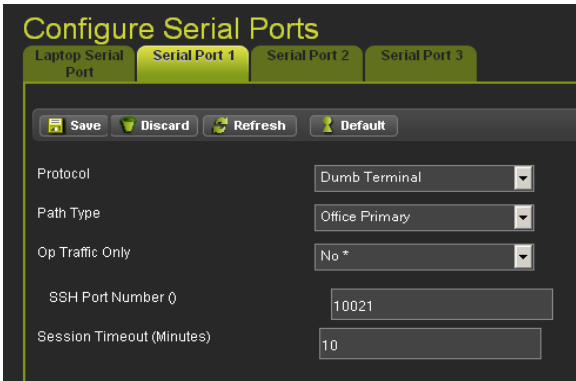 Configure Serial Ports
Laptop Serial Port
Serial Port 1
Serial Port 2
Serial Port 3
Save
Discard
Refresh
Default
Protocol
Dumb Terminal
Path Type
Office Primary
Op Traffic Only
No *
SSH Port Number ()
10021
Session Timeout (Minutes)
10